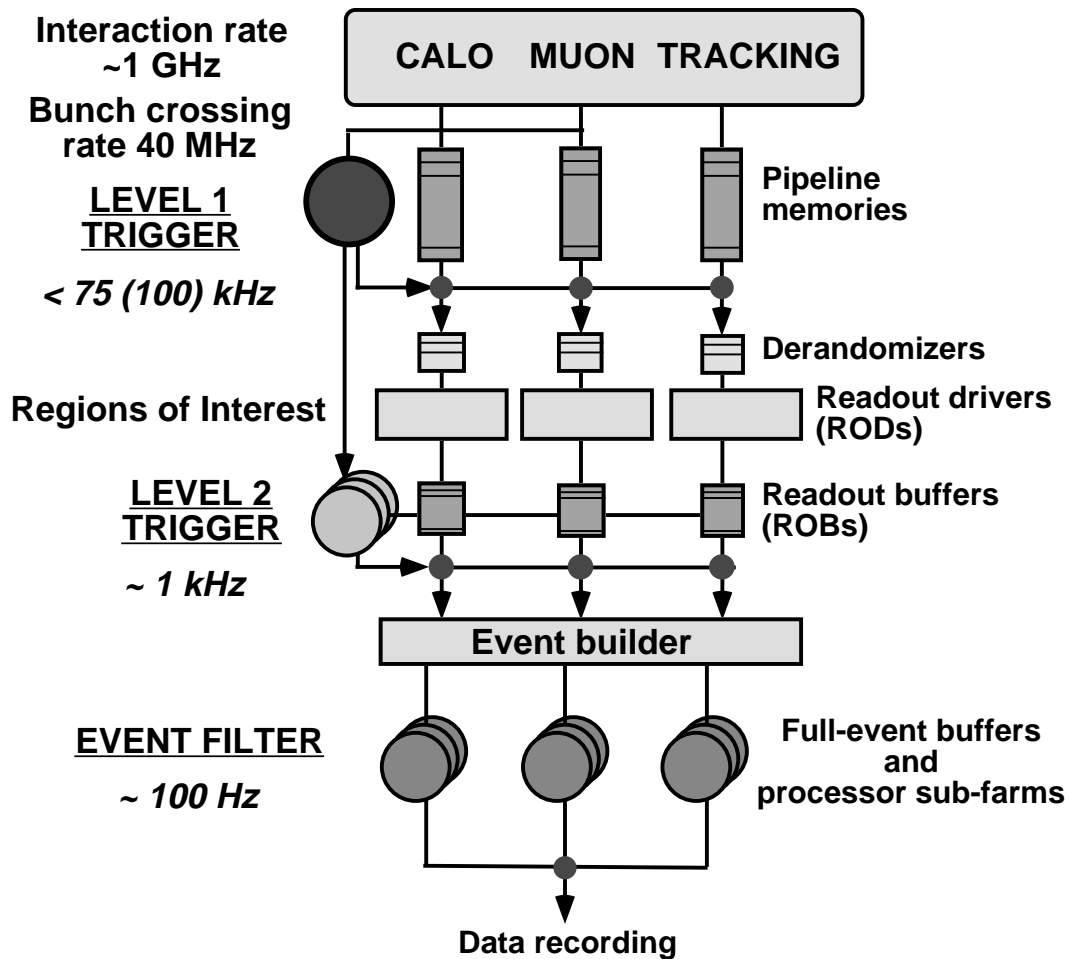 Interaction rate
~1 GHz
Bunch crossing
rate 40 MHz
CALO MUON TRACKING
LEVEL 1
TRIGGER
< 75 (100) kHz
Pipeline
memories
Derandomizers
Regions of Interest
Readout drivers
(RODs)
LEVEL 2
TRIGGER
~ 1 kHz
Readout buffers
(ROBs)
Event builder
EVENT FILTER
~ 100 Hz
Full-event buffers
and
processor sub-farms
Data recording